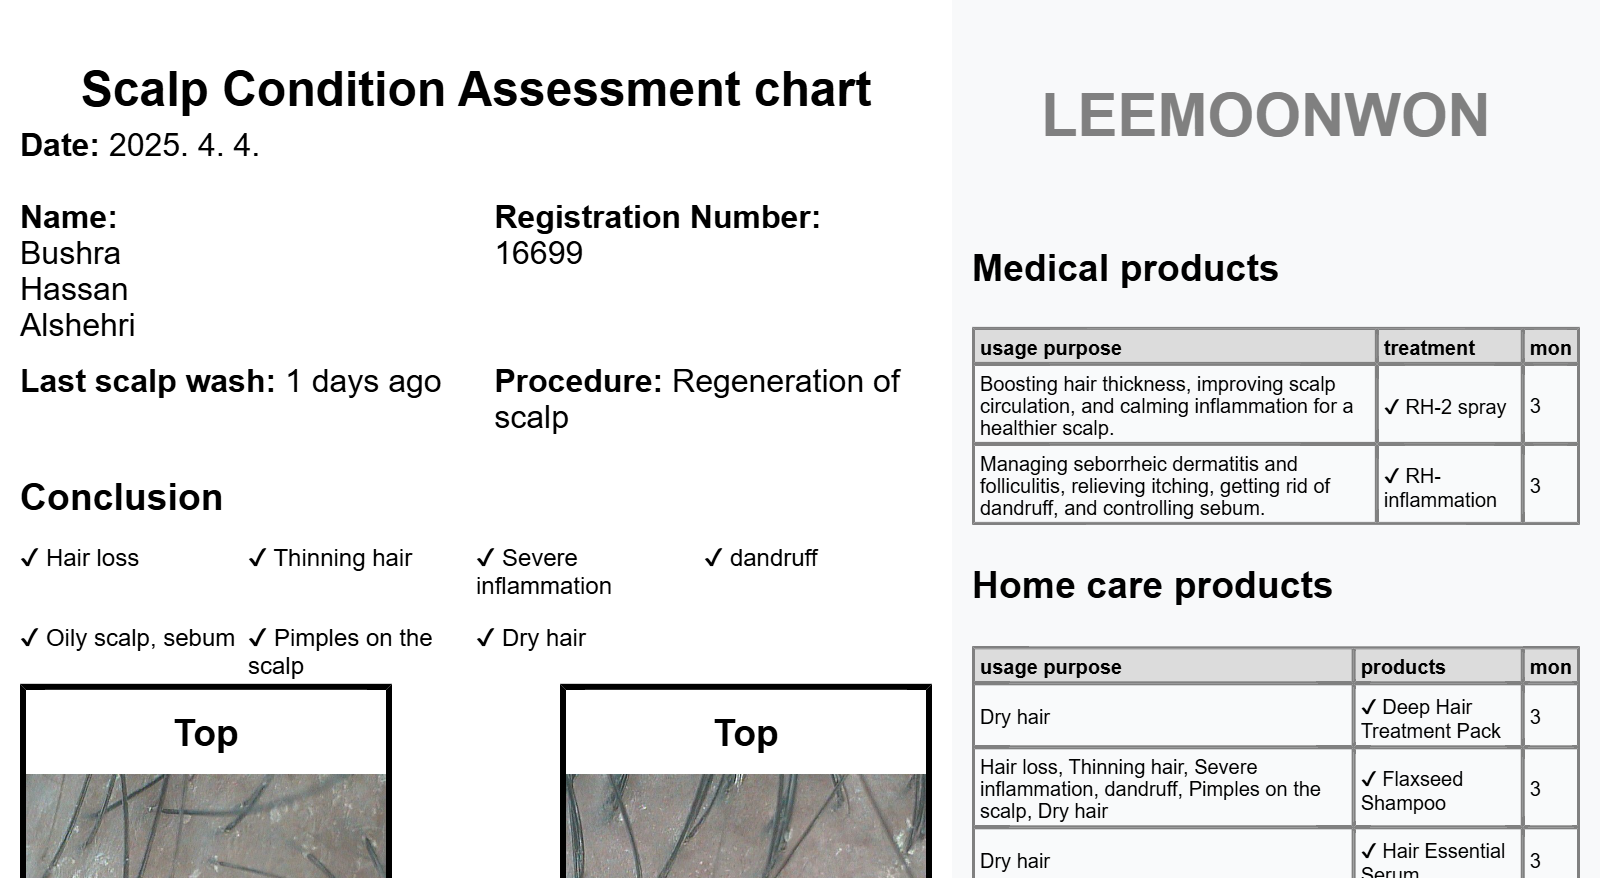 Scalp Condition Assessment chart
Date: 2025. 4. 4.
Name:
Bushra
Hassan
Alshehri
Registration Number:
16699
Last scalp wash: 1 days ago
Procedure: Regeneration of
scalp
Conclusion
✓ Hair loss
✓ Thinning hair
✓ Severe
inflammation
✓ dandruff
✓ Oily scalp, sebum
✓ Pimples on the
scalp
✓ Dry hair
Top
Top
LEEMOONWON
Medical products
usage purpose treatment mon
Boosting hair thickness, improving scalp
circulation, and calming inflammation for a
healthier scalp.
✓ RH-2 spray
3
Managing seborrheic dermatitis and
folliculitis, relieving itching, getting rid of
dandruff, and controlling sebum.
✓ RH-
inflammation
3
Home care products
usage purpose products mon
Dry hair
✓ Deep Hair
Treatment Pack
3
Hair loss, Thinning hair, Severe
inflammation, dandruff, Pimples on the
scalp, Dry hair
✓ Flaxseed
Shampoo
3
Dry hair
✓ Hair Essential
Serum
3